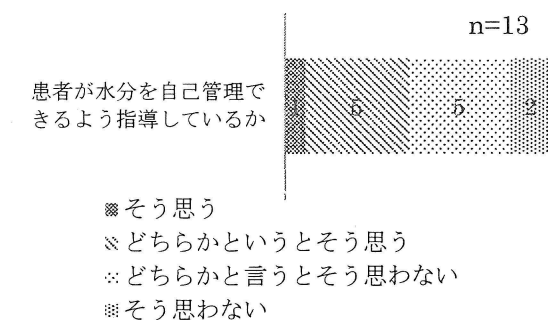 n=13
患者が水分を自己管理で
きるよう指導しているか
1 5 5 2
そう思う
どちらかというとそう思う
どちらかと言うとそう思わない
そう思わない